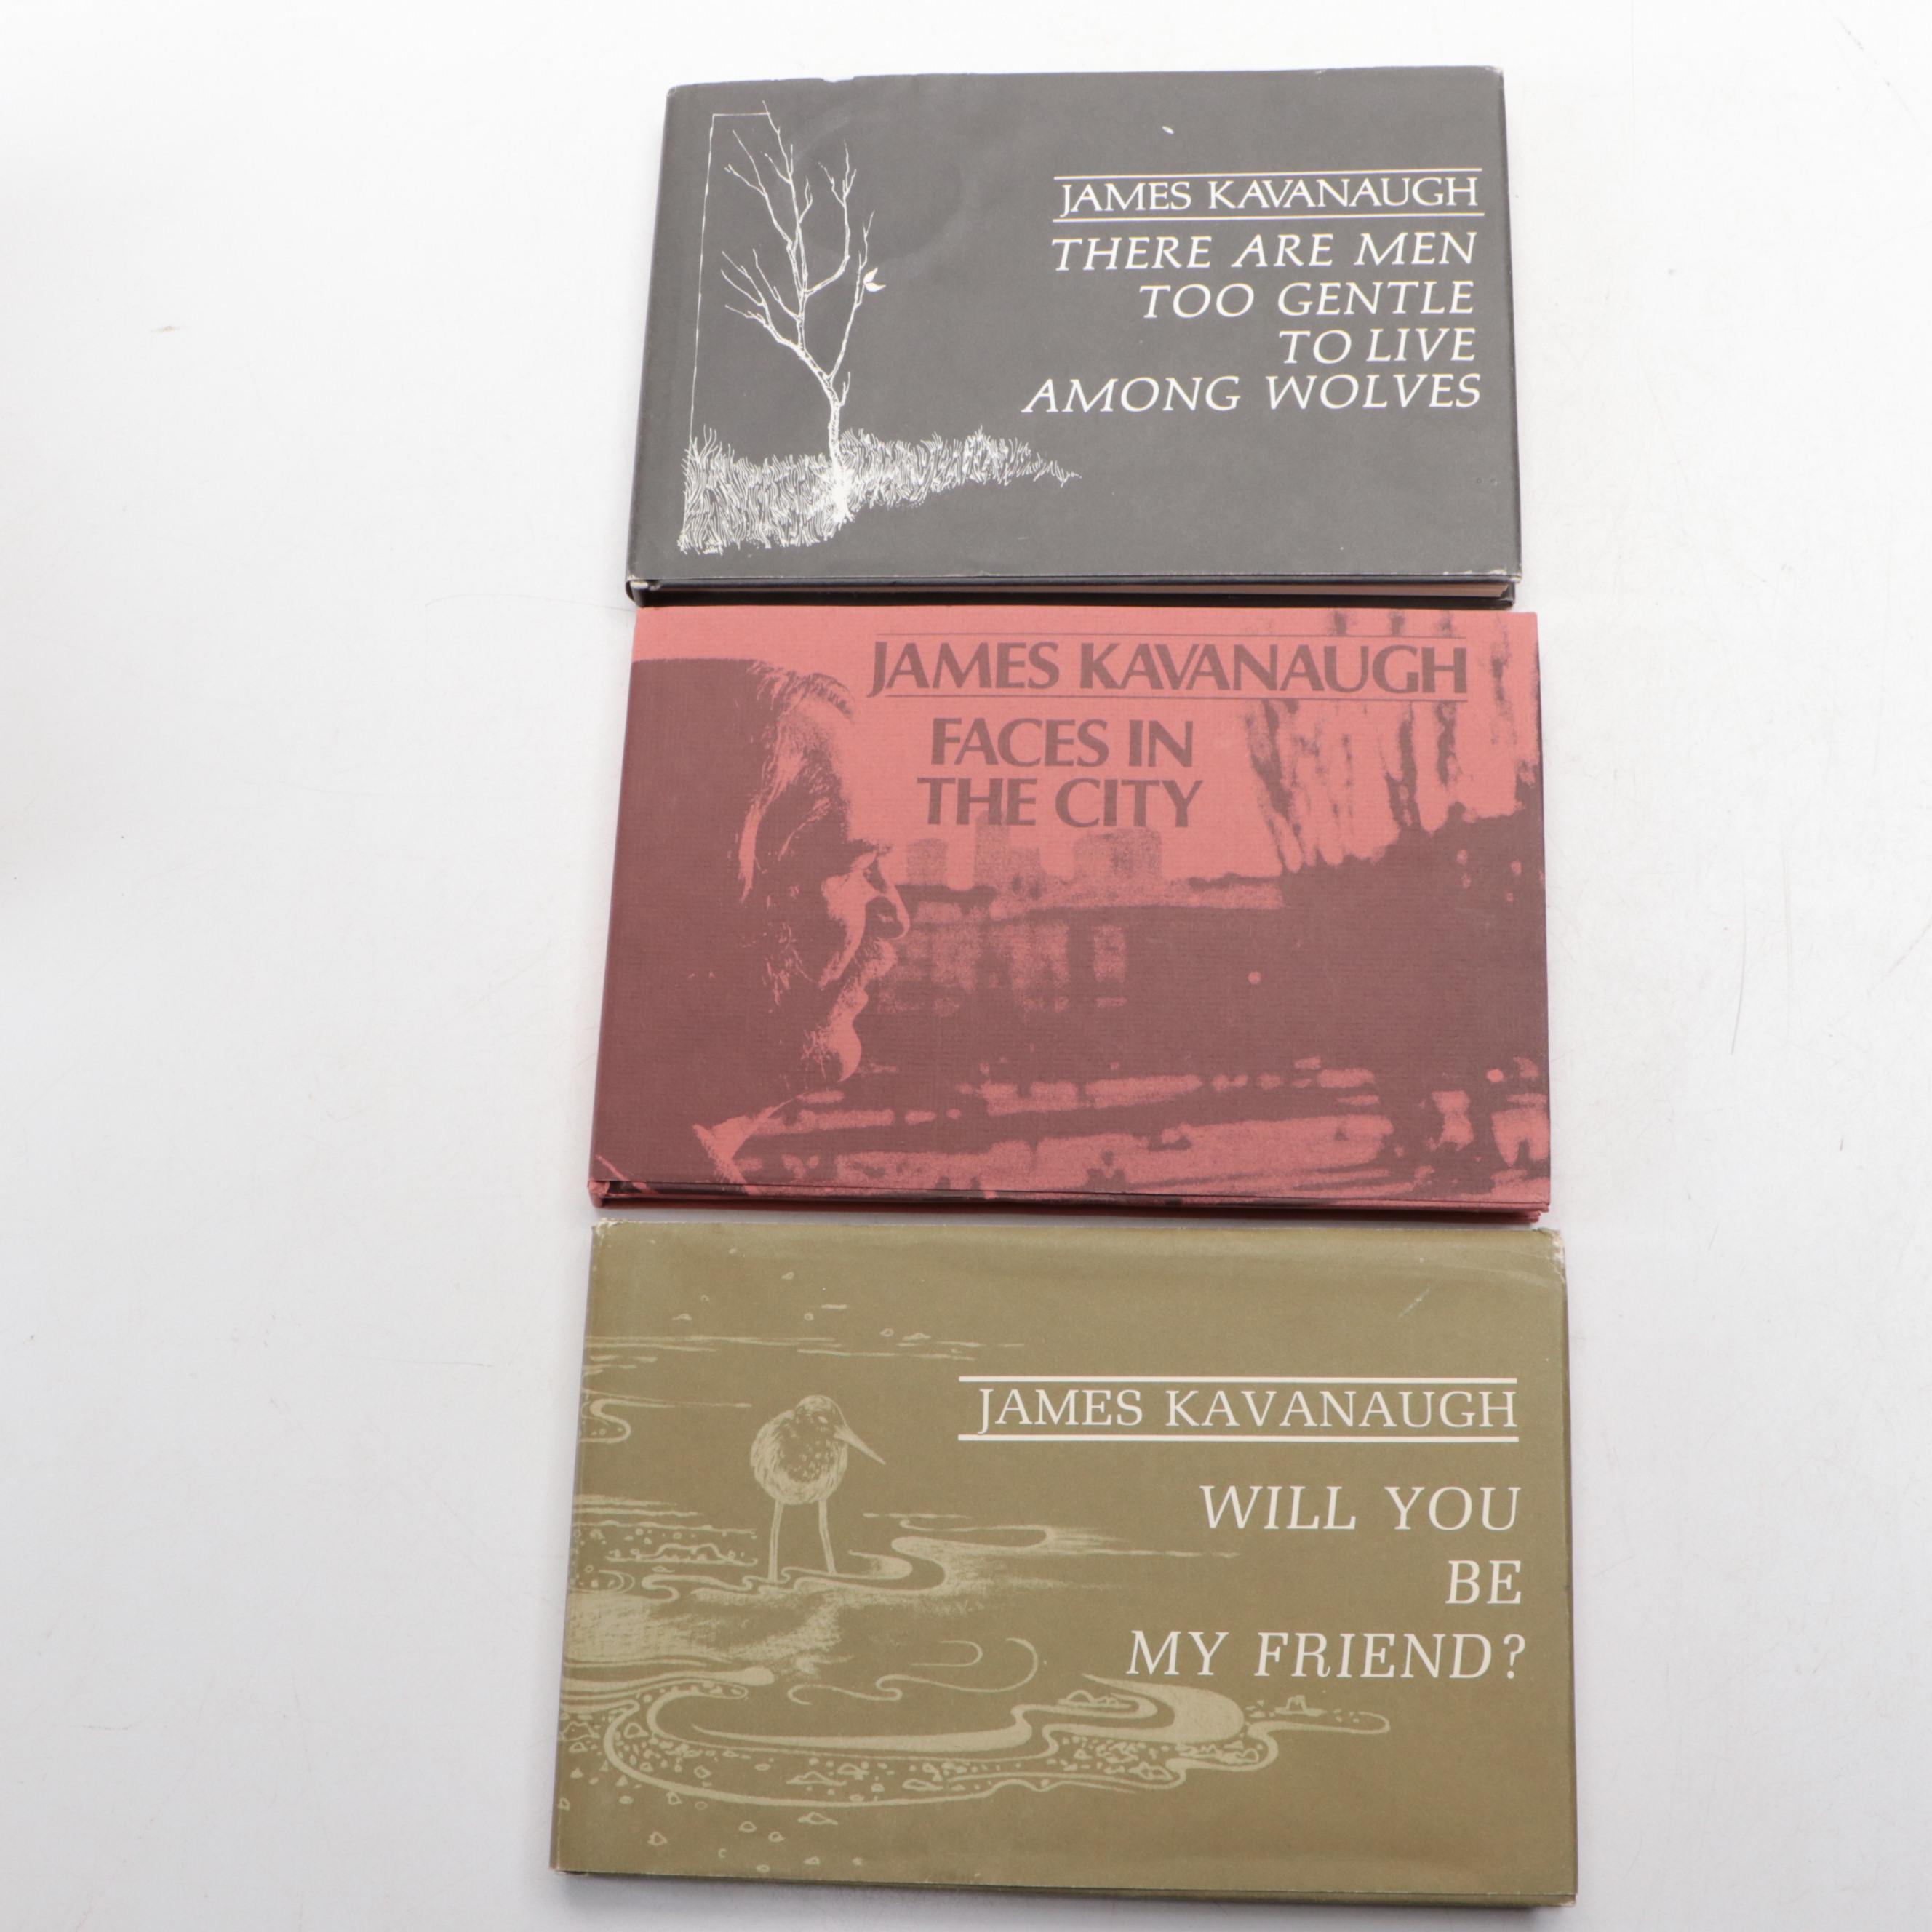 JAMES KAVANAUGH
THERE ARE MEN
TOO GENTLE
TO LIVE
AMONG WOLVES
JAMES KAVANAUGH
FACES IN
THE CITY
JAMES KAVANAUGH
WILL YOU
BE
MY FRIEND?